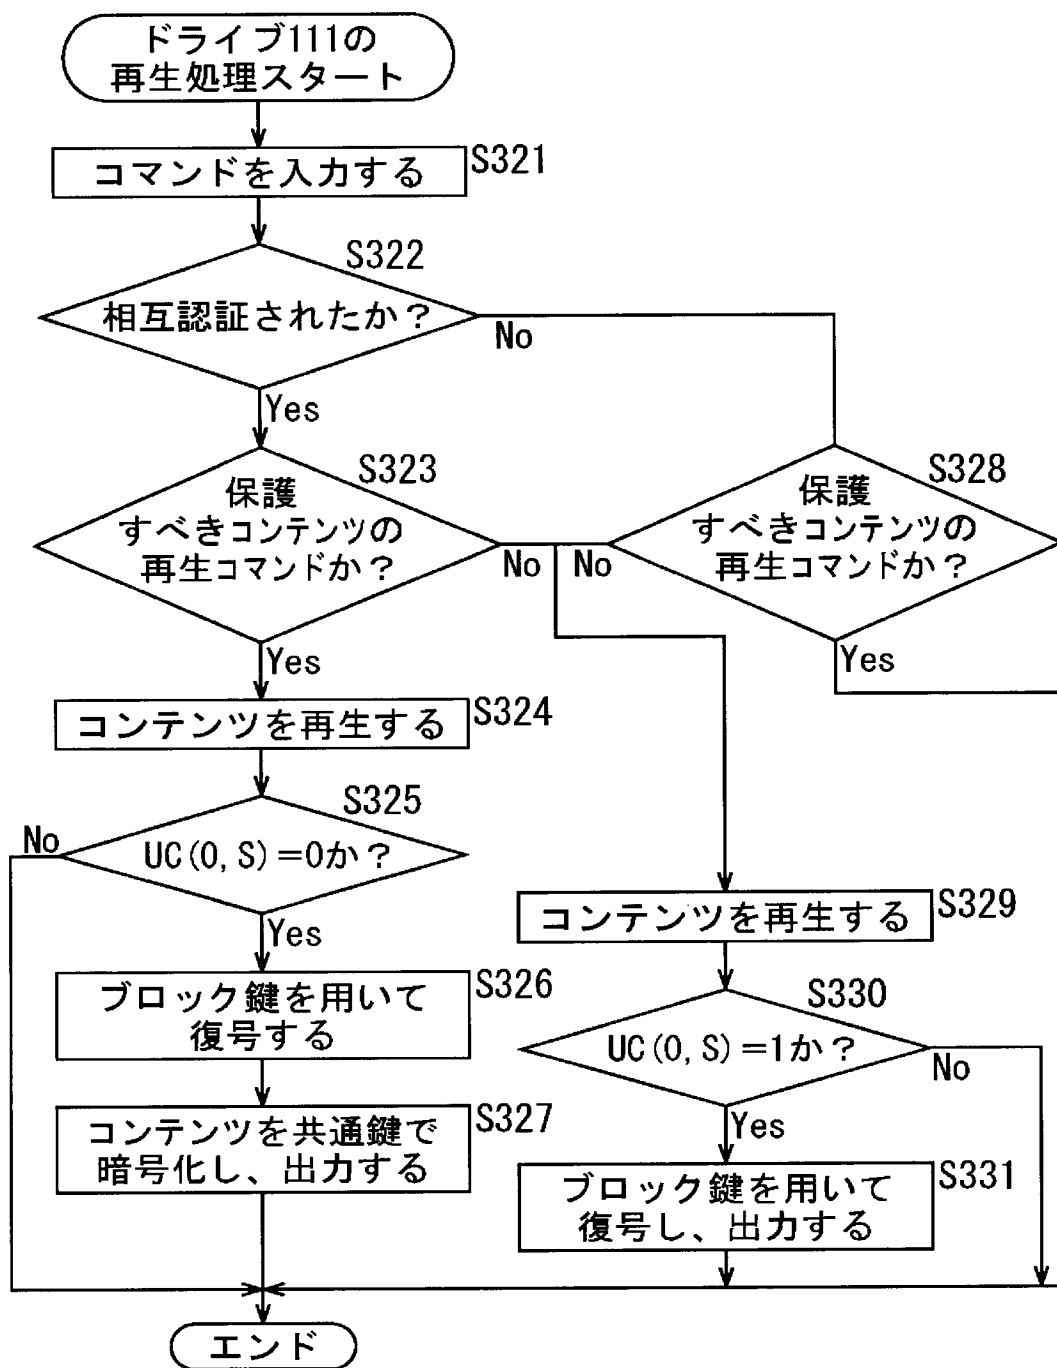 ドライブ111の
再生処理スタート
コマンドを入力する
S321
S322
相互認証されたか？
No
Yes
S323
保護
すべきコンテンツの
再生コマンドか？
No
Yes
S328
保護
すべきコンテンツの
再生コマンドか？
No
Yes
コンテンツを再生する
S324
S325
UC(O,S)=0か？
No
Yes
ブロック鍵を用いて
復号する
S326
コンテンツを共通鍵で
暗号化し、出力する
S327
コンテンツを再生する
S329
S330
UC(O,S)=1か？
No
Yes
ブロック鍵を用いて
復号し、出力する
S331
エンド